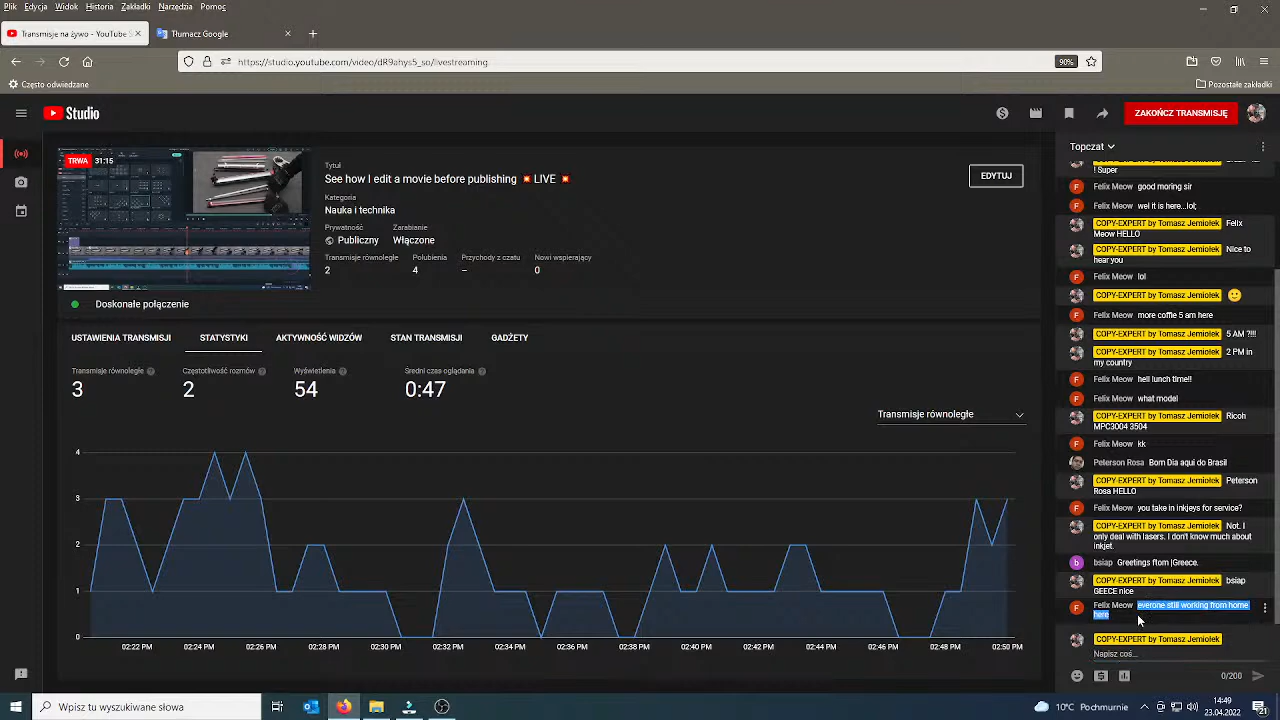 Plik Edycja Widok Historia Zakładki Narzędzia Pomoc
Transmisje na żywo - YouTube S
Tłumacz Google
https://studio.youtube.com/video/dR9ahys5_so/livestreaming
90%
Często odwiedzane
Pozostałe zakładki
Studio
ZAKOŃCZ TRANSMISJĘ
TRWA 31:15
Tytuł
See how I edit a movie before publishing 💥 LIVE 💥
EDYTUJ
Kategoria
Nauka i technika
Prywatność Zarabianie
Publiczny Włączone
Transmisje równoległe Polubienia Przychody z czatu Nowi wspierający
2 4 – 0
Doskonałe połączenie
USTAWIENIA TRANSMISJI STATYSTYKI AKTYWNOŚĆ WIDZÓW STAN TRANSMISJI GADŻETY
Transmisje równoległe Częstotliwość rozmów Wyświetlenia Średni czas oglądania
3 2 54 0:47
Transmisje równoległe
4
3
2
1
0
02:22 PM 02:24 PM 02:26 PM 02:28 PM 02:30 PM 02:32 PM 02:34 PM 02:36 PM 02:38 PM 02:40 PM 02:42 PM 02:44 PM 02:46 PM 02:48 PM 02:50 PM
Topczat
! Super
Felix Meow good moring sir
Felix Meow wel it is here...lol;
COPY-EXPERT by Tomasz Jemiołek Felix
Meow HELLO
COPY-EXPERT by Tomasz Jemiołek Nice to
hear you
Felix Meow lol
COPY-EXPERT by Tomasz Jemiołek 🙂
Felix Meow more coffie 5 am here
COPY-EXPERT by Tomasz Jemiołek 5 AM ?!!!
COPY-EXPERT by Tomasz Jemiołek 2 PM in
my country
Felix Meow hell lunch time!!
Felix Meow what model
COPY-EXPERT by Tomasz Jemiołek Ricoh
MPC3004 3504
Felix Meow kk
Peterson Rosa Bom Dia aqui do Brasil
COPY-EXPERT by Tomasz Jemiołek Peterson
Rosa HELLO
Felix Meow you take in inkjeys for service?
COPY-EXPERT by Tomasz Jemiołek Not. I
only deal with lasers. I don't know much about
inkjet.
bsiap Greetings ftom |Greece.
COPY-EXPERT by Tomasz Jemiołek bsiap
GEECE nice
Felix Meow everone still working from home
here
COPY-EXPERT by Tomasz Jemiołek
Napisz coś...
0/200
Wpisz tu wyszukiwane słowa
10°C Pochmurnie
14:49
23.04.2022